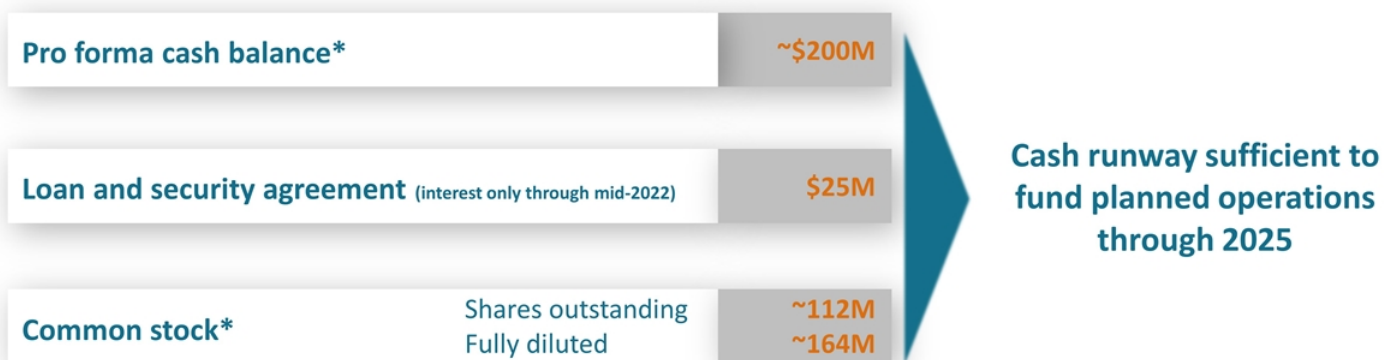 Pro forma cash balance* ~$200M
Loan and security agreement (interest only through mid-2022) $25M
Common stock* Shares outstanding ~112M
Fully diluted ~164M
Cash runway sufficient to
fund planned operations
through 2025